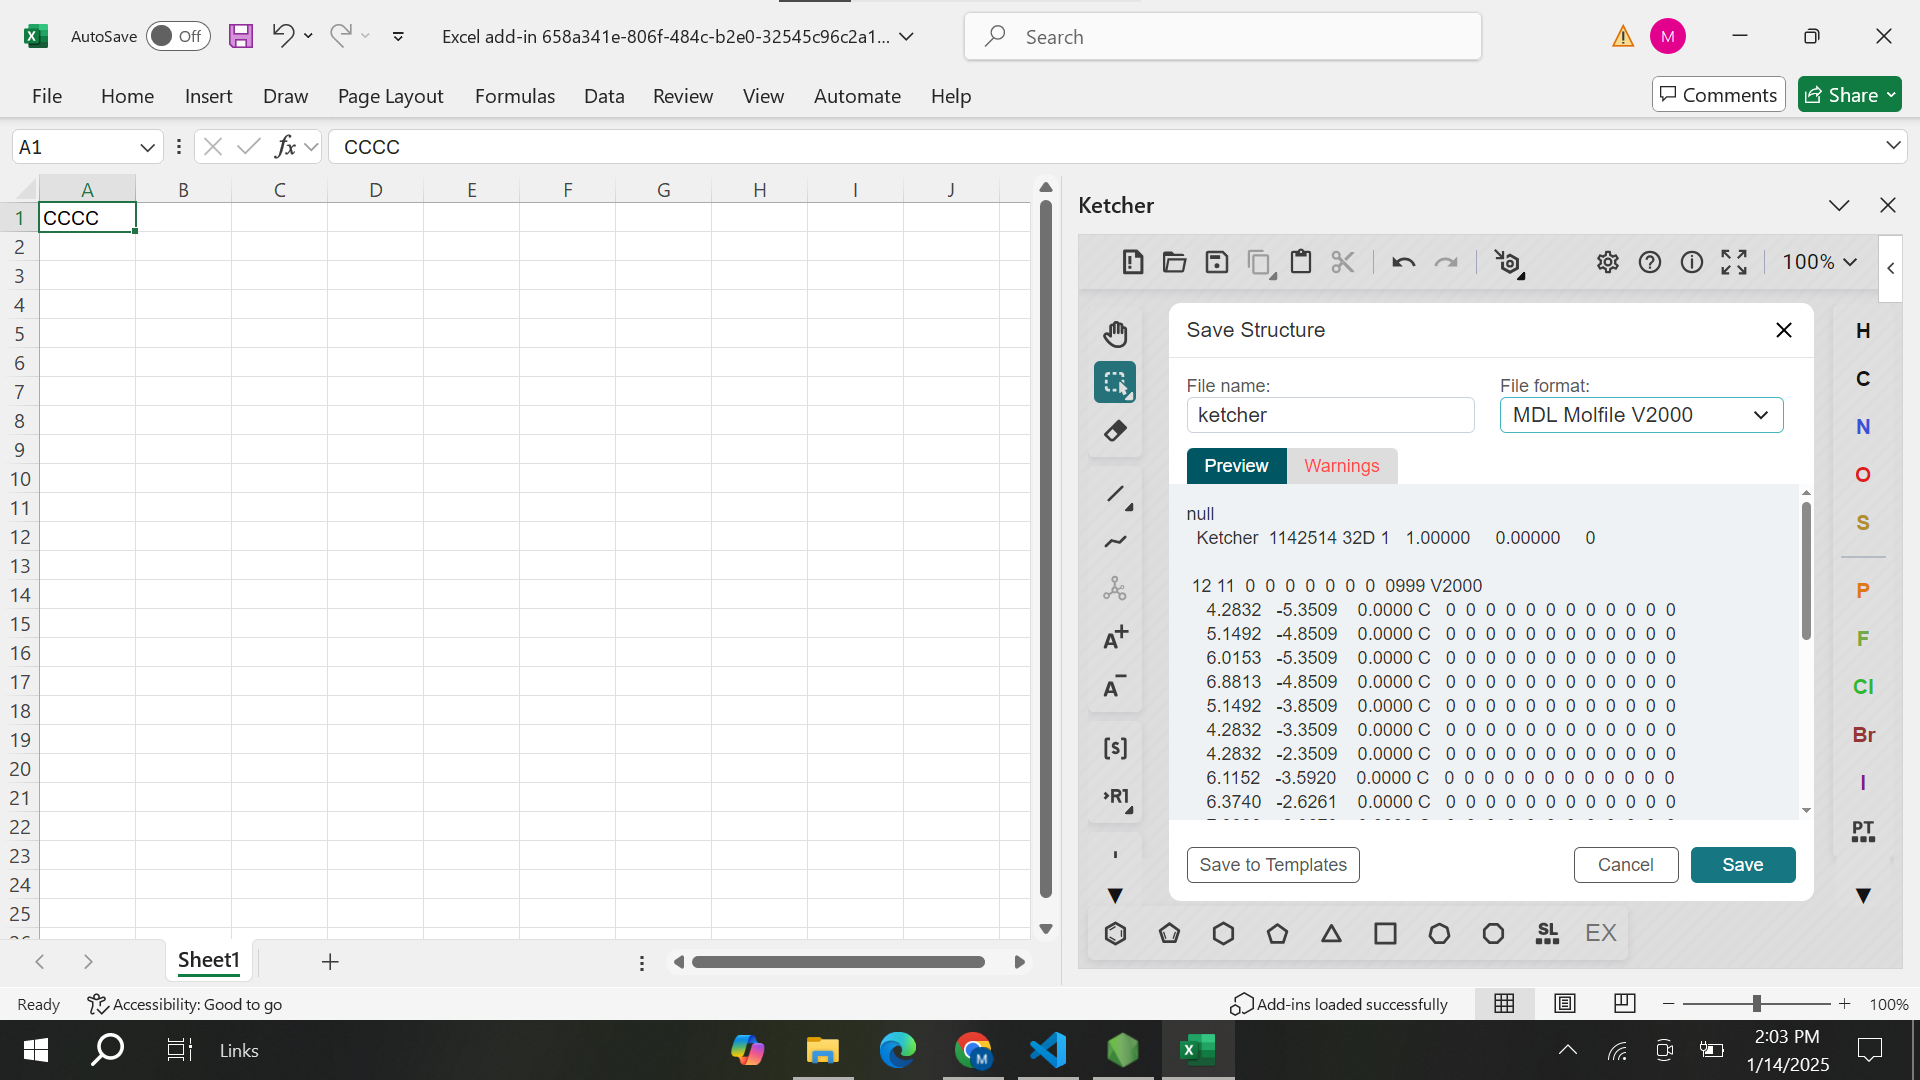 AutoSave Off Excel add-in 658a341e-806f-484c-b2e0-32545c96c2a1... Search M
File Home Insert Draw Page Layout Formulas Data Review View Automate Help Comments Share
A1 fx CCCC
A B C D E F G H I J
1 CCCC
2
3
4
5
6
7
8
9
10
11
12
13
14
15
16
17
18
19
20
21
22
23
24
25
Ketcher
100%
Save Structure
File name: File format:
ketcher MDL Molfile V2000
Preview Warnings
null
Ketcher 1142514 32D 1 1.00000 0.00000 0
12 11 0 0 0 0 0 0 0 0999 V2000
4.2832 -5.3509 0.0000 C 0 0 0 0 0 0 0 0 0 0 0 0
5.1492 -4.8509 0.0000 C 0 0 0 0 0 0 0 0 0 0 0 0
6.0153 -5.3509 0.0000 C 0 0 0 0 0 0 0 0 0 0 0 0
6.8813 -4.8509 0.0000 C 0 0 0 0 0 0 0 0 0 0 0 0
5.1492 -3.8509 0.0000 C 0 0 0 0 0 0 0 0 0 0 0 0
4.2832 -3.3509 0.0000 C 0 0 0 0 0 0 0 0 0 0 0 0
4.2832 -2.3509 0.0000 C 0 0 0 0 0 0 0 0 0 0 0 0
6.1152 -3.5920 0.0000 C 0 0 0 0 0 0 0 0 0 0 0 0
6.3740 -2.6261 0.0000 C 0 0 0 0 0 0 0 0 0 0 0 0
Save to Templates Cancel Save
A+
A-
[S]
R1
H
C
N
O
S
P
F
Cl
Br
I
PT
SL EX
Sheet1
Ready Accessibility: Good to go Add-ins loaded successfully 100%
Links M
2:03 PM
1/14/2025